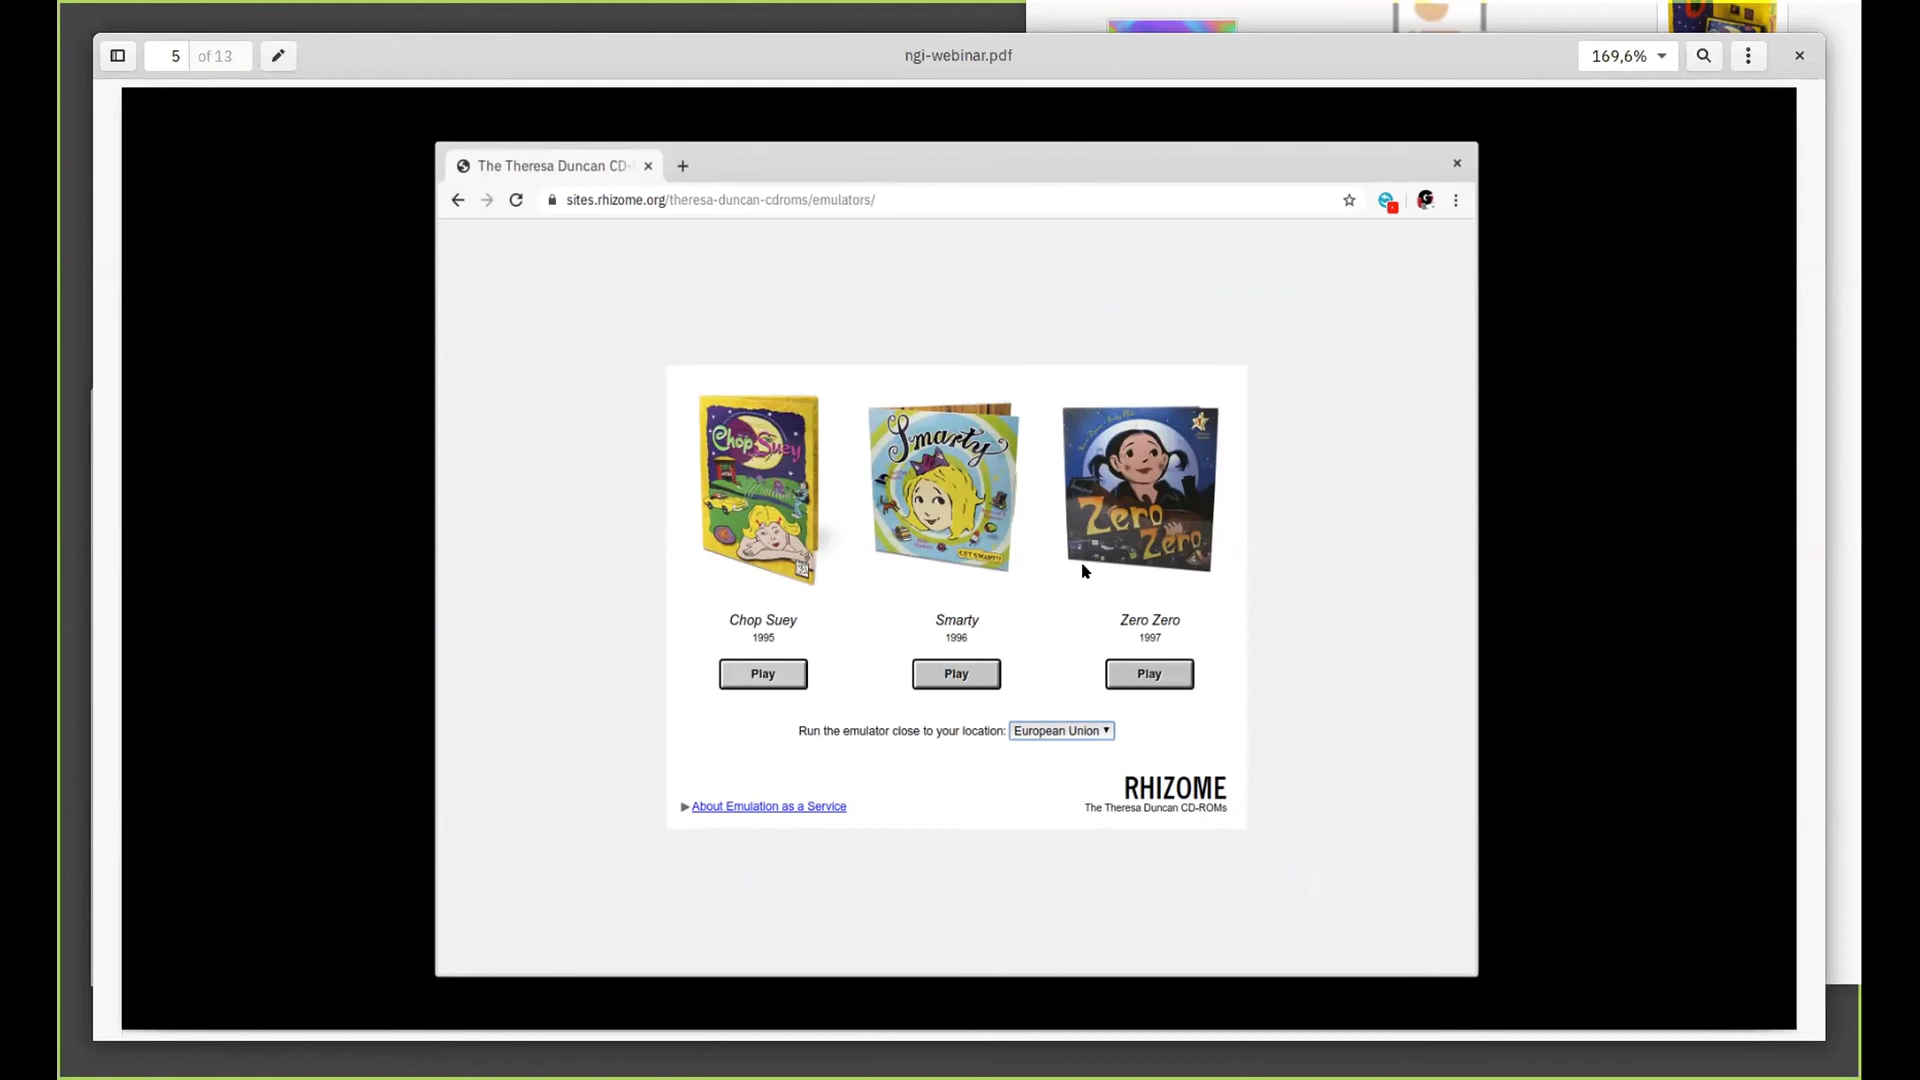 5 of 13
ngi-webinar.pdf
169,6%
The Theresa Duncan CD-
sites.rhizome.org/theresa-duncan-cdroms/emulators/
Chop Suey
Smarty
GET SMART!!
Zero
Zero
Chop Suey
1995
Play
Smarty
1996
Play
Zero Zero
1997
Play
Run the emulator close to your location: European Union
About Emulation as a Service
RHIZOME
The Theresa Duncan CD-ROMs